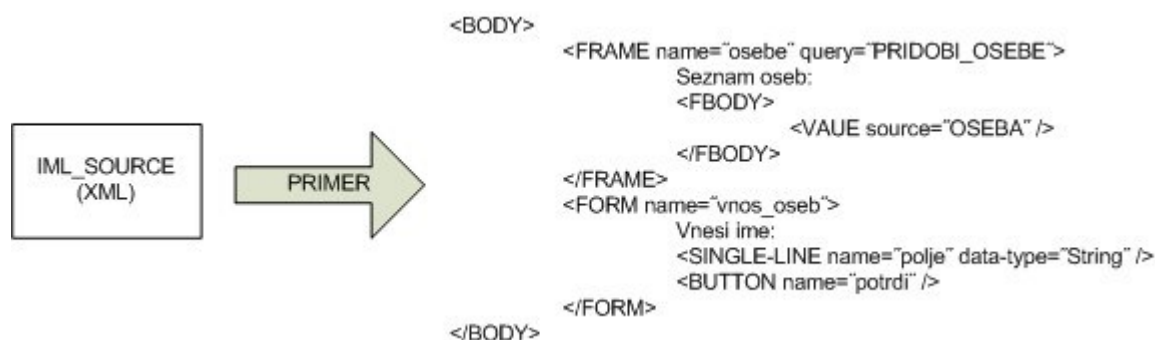 IML_SOURCE
(XML)
PRIMER
<BODY>
<FRAME name=˝osebe˝ query=˝PRIDOBI_OSEBE˝>
Seznam oseb:
<FBODY>
<VAUE source=˝OSEBA˝ />
</FBODY>
</FRAME>
<FORM name=˝vnos_oseb˝>
Vnesi ime:
<SINGLE-LINE name=˝polje˝ data-type=˝String˝ />
<BUTTON name=˝potrdi˝ />
</FORM>
</BODY>